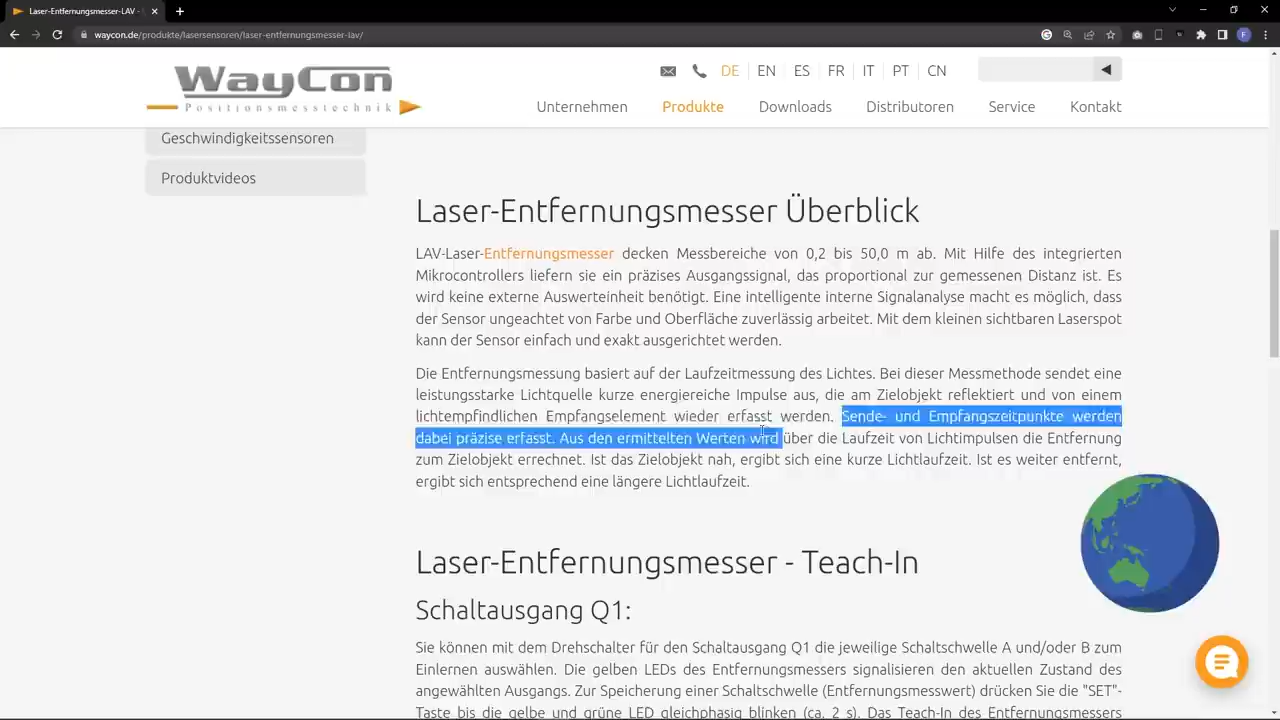 Laser-Entfernungsmesser-LAV -
waycon.de/produkte/lasersensoren/laser-entfernungsmesser-lav/
WayCon
Positionsmesstechnik
DE EN ES FR IT PT CN
Unternehmen Produkte Downloads Distributoren Service Kontakt
Geschwindigkeitssensoren
Produktvideos
Laser-Entfernungsmesser Überblick
LAV-Laser-Entfernungsmesser decken Messbereiche von 0,2 bis 50,0 m ab. Mit Hilfe des integrierten
Mikrocontrollers liefern sie ein präzises Ausgangssignal, das proportional zur gemessenen Distanz ist. Es
wird keine externe Auswerteinheit benötigt. Eine intelligente interne Signalanalyse macht es möglich, dass
der Sensor ungeachtet von Farbe und Oberfläche zuverlässig arbeitet. Mit dem kleinen sichtbaren Laserspot
kann der Sensor einfach und exakt ausgerichtet werden.
Die Entfernungsmessung basiert auf der Laufzeitmessung des Lichtes. Bei dieser Messmethode sendet eine
leistungsstarke Lichtquelle kurze energiereiche Impulse aus, die am Zielobjekt reflektiert und von einem
lichtempfindlichen Empfangselement wieder erfasst werden. Sende- und Empfangszeitpunkte werden
dabei präzise erfasst. Aus den ermittelten Werten wird über die Laufzeit von Lichtimpulsen die Entfernung
zum Zielobjekt errechnet. Ist das Zielobjekt nah, ergibt sich eine kurze Lichtlaufzeit. Ist es weiter entfernt,
ergibt sich entsprechend eine längere Lichtlaufzeit.
Laser-Entfernungsmesser - Teach-In
Schaltausgang Q1:
Sie können mit dem Drehschalter für den Schaltausgang Q1 die jeweilige Schaltschwelle A und/oder B zum
Einlernen auswählen. Die gelben LEDs des Entfernungsmessers signalisieren den aktuellen Zustand des
angewählten Ausgangs. Zur Speicherung einer Schaltschwelle (Entfernungsmesswert) drücken Sie die "SET"-
Taste bis die gelbe und grüne LED gleichphasig blinken (ca. 2 s). Das Teach-In des Entfernungsmessers